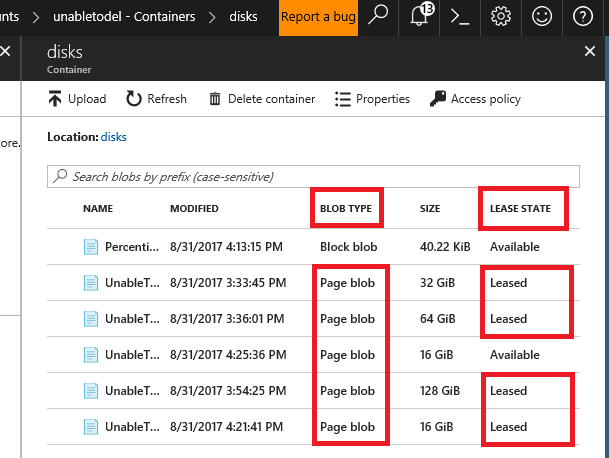 unts > unabletodel - Containers > disks Report a bug 13
disks
Container
Upload Refresh Delete container Properties Access policy
ore.
Location: disks
Search blobs by prefix (case-sensitive)
NAME MODIFIED BLOB TYPE SIZE LEASE STATE
Percenti... 8/31/2017 4:13:15 PM Block blob 40.22 KiB Available
UnableT... 8/31/2017 3:33:45 PM Page blob 32 GiB Leased
UnableT... 8/31/2017 3:36:01 PM Page blob 64 GiB Leased
UnableT... 8/31/2017 4:25:36 PM Page blob 16 GiB Available
UnableT... 8/31/2017 3:54:25 PM Page blob 128 GiB Leased
UnableT... 8/31/2017 4:21:41 PM Page blob 16 GiB Leased